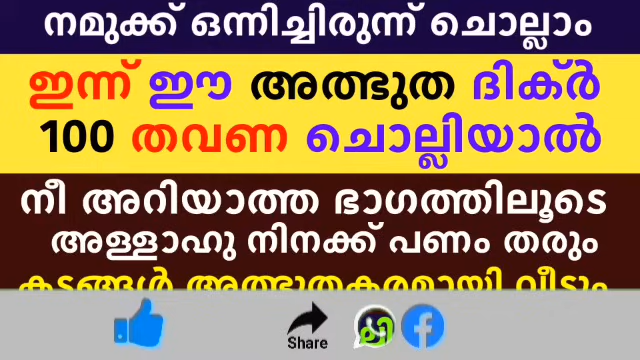 നമുക്ക് ഒന്നിച്ചിരുന്ന് ചൊല്ലാം
ഇന്ന് ഈ അത്ഭുത ദിക്ർ
100 തവണ ചൊല്ലിയാൽ
നീ അറിയാത്ത ഭാഗത്തിലൂടെ
അള്ളാഹു നിനക്ക് പണം തരും
കടങ്ങൾ അത്ഭുതകരമായി വീടും
Share
ലി